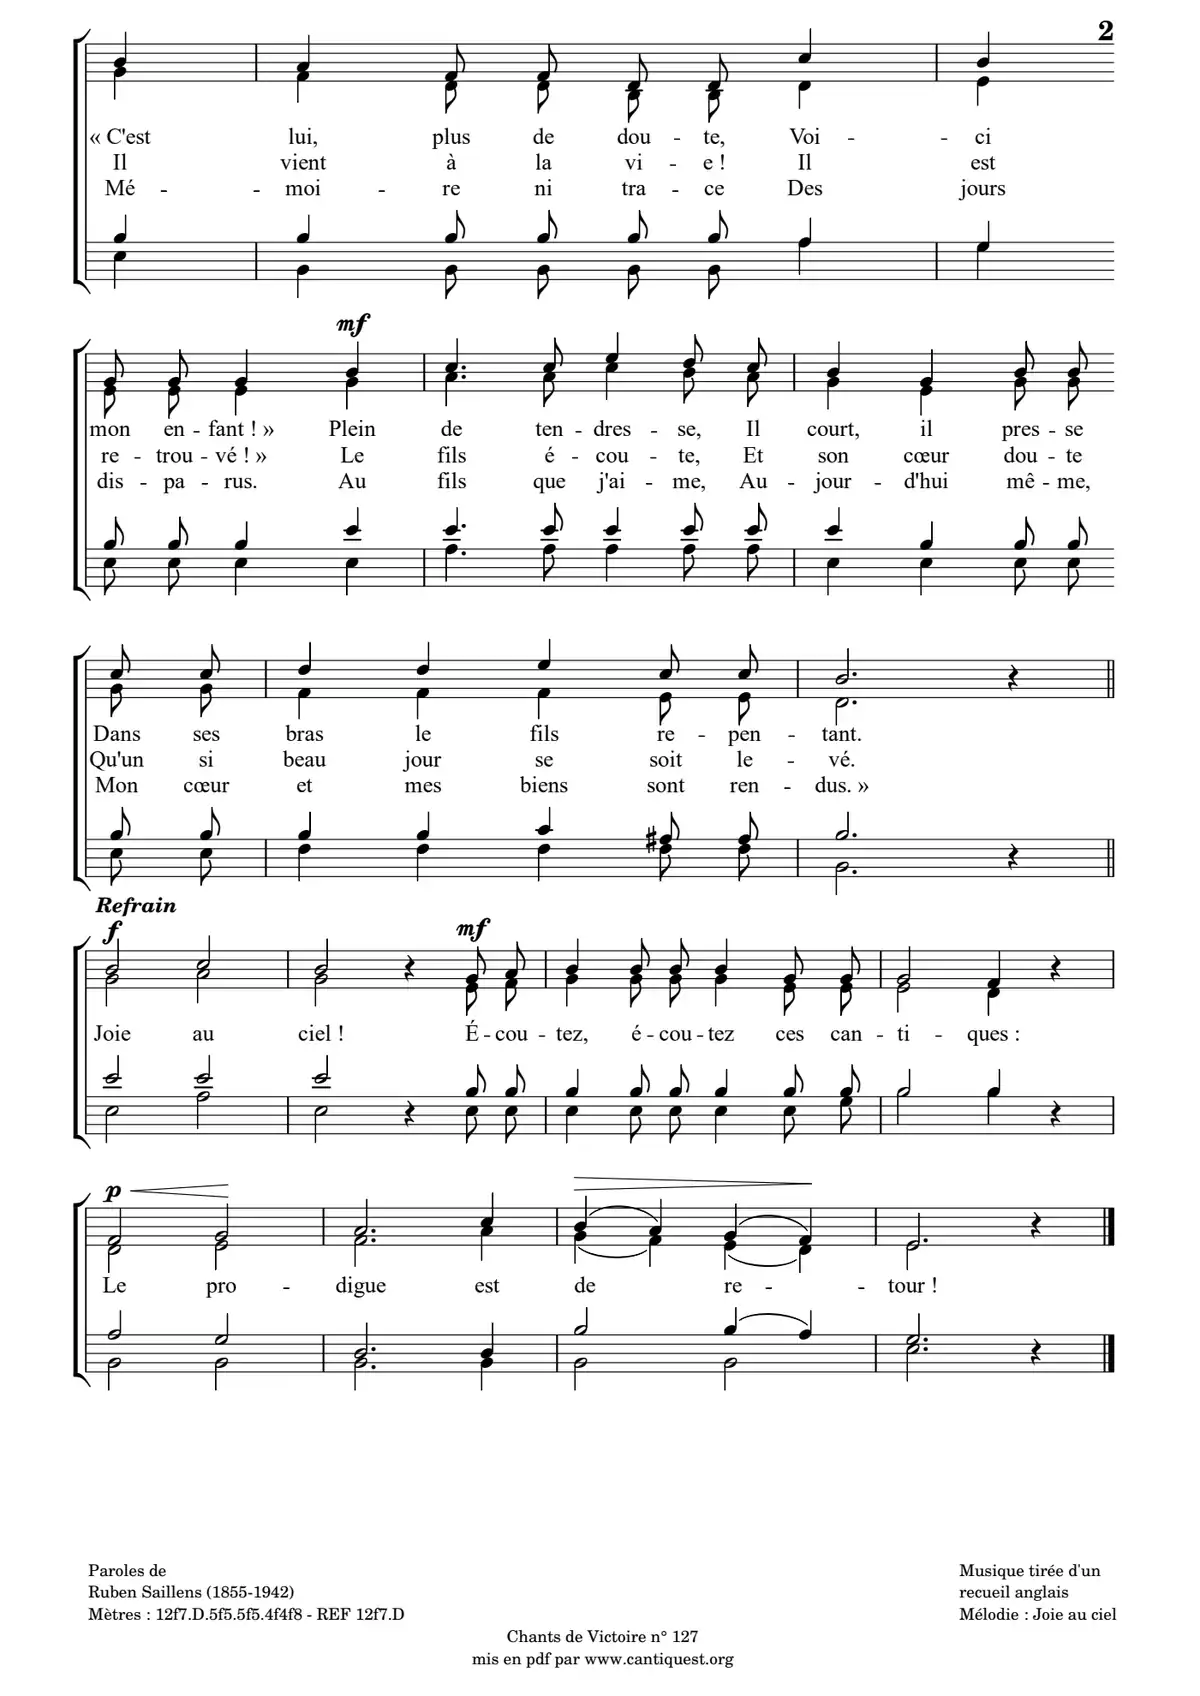 2
« C'est lui, plus de dou - te, Voi - - ci
Il vient à la vi - e ! Il est
Mé - - moi - re ni tra - ce Des jours
mf
mon en - fant ! » Plein de ten - dres - se, Il court, il pres - se
re - trou - vé ! » Le fils é - cou - te, Et son cœur dou - te
dis - pa - rus. Au fils que j'ai - me, Au - jour - d'hui mê - me,
Dans ses bras le fils re - pen - tant.
Qu'un si beau jour se soit le - vé.
Mon cœur et mes biens sont ren - dus. »
Refrain
f mf
Joie au ciel ! É - cou - tez, é - cou - tez ces can - ti - ques :
p
Le pro - digue est de re - - tour !
Paroles de
Ruben Saillens (1855-1942)
Mètres : 12f7.D.5f5.5f5.4f4f8 - REF 12f7.D
Musique tirée d'un
recueil anglais
Mélodie : Joie au ciel
Chants de Victoire n° 127
mis en pdf par www.cantiquest.org